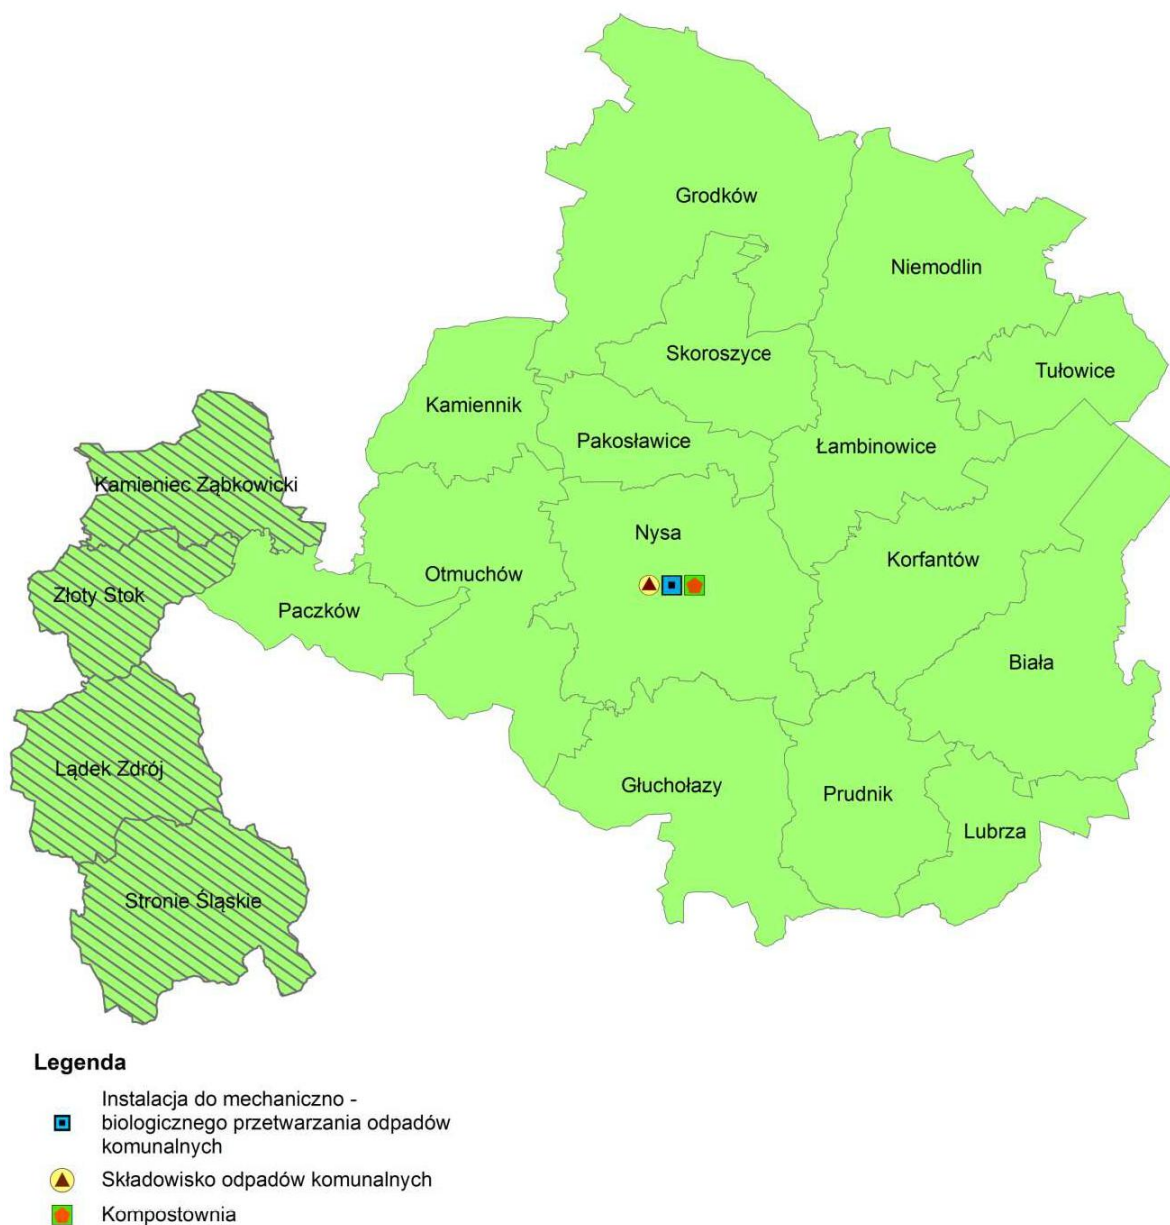 Grodków
Niemodlin
Skoroszyce
Tułowice
Kamiennik
Pakosławice
Łambinowice
Kamieniec Ząbkowicki
Nysa
Korfantów
Otmuchów
Złoty Stok
Paczków
Biała
Lądek Zdrój
Głuchołazy
Prudnik
Lubrza
Stronie Śląskie
Legenda
Instalacja do mechaniczno -
biologicznego przetwarzania odpadów
komunalnych
Składowisko odpadów komunalnych
Kompostownia